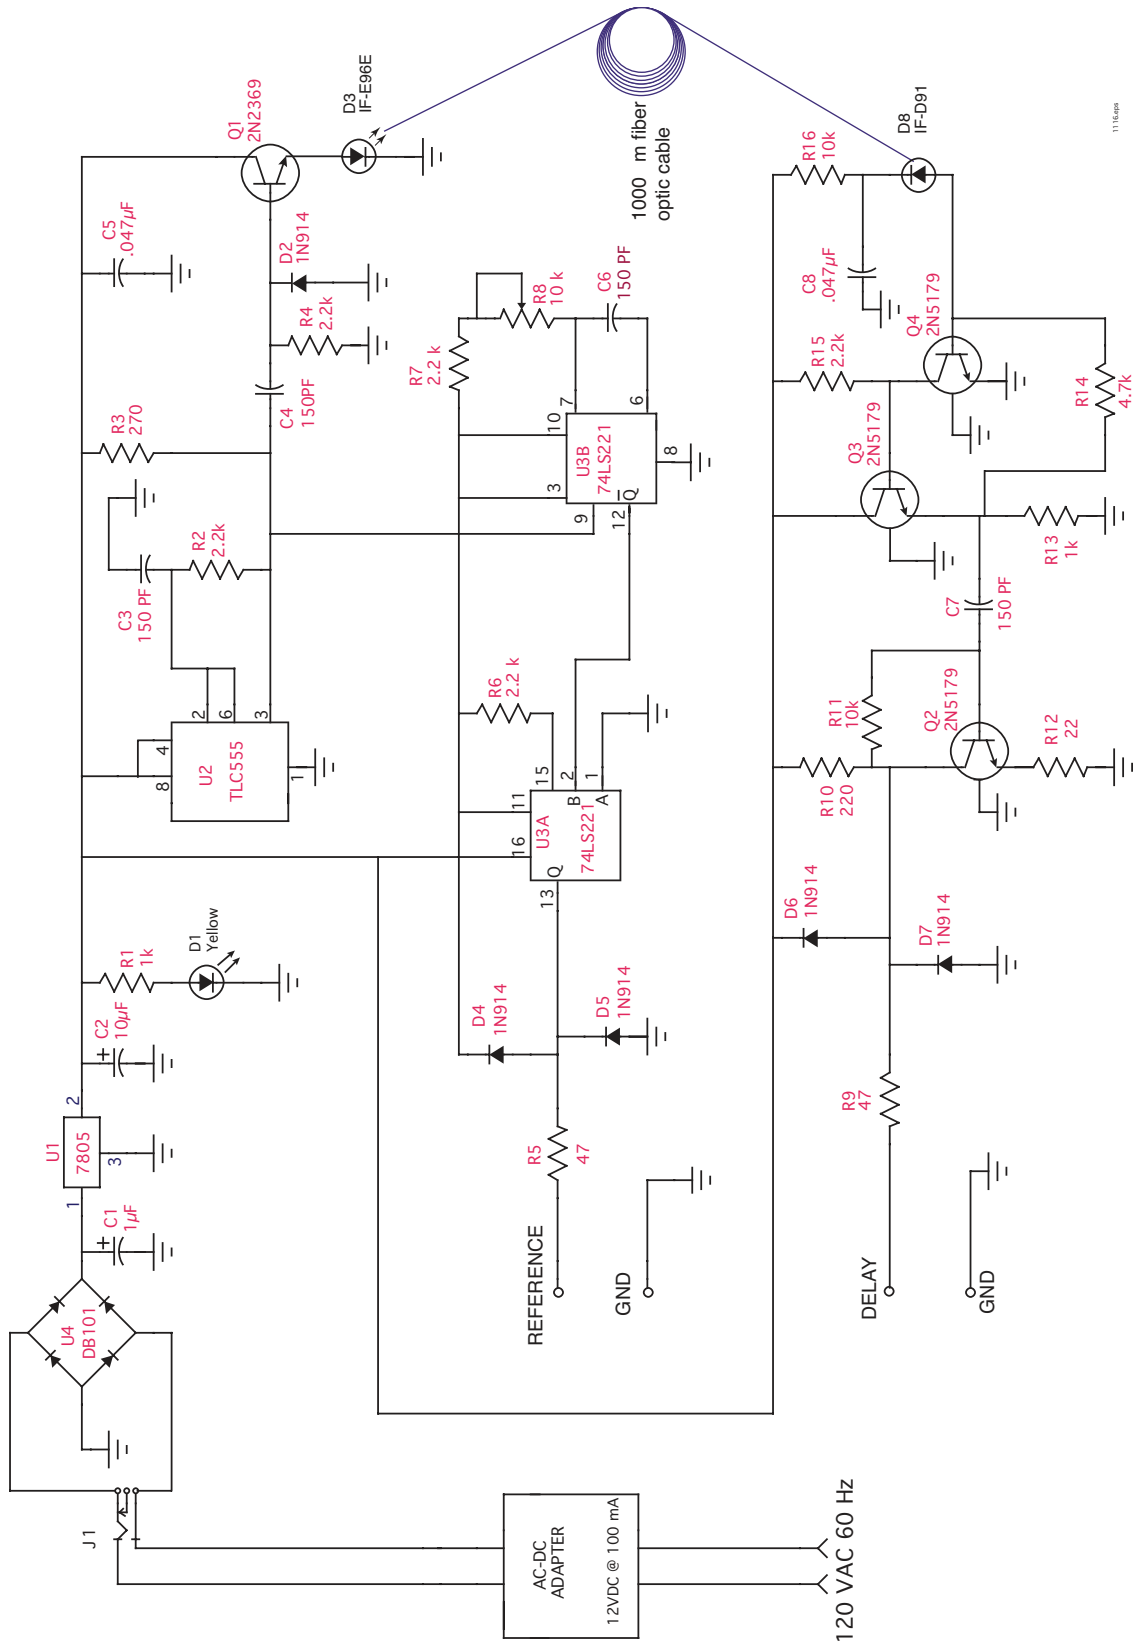 J1
AC-DC
ADAPTER
12VDC @ 100 mA
120 VAC 60 Hz
U4
DB101
C1
1µF
1
U1
7805
2
3
C2
10µF
R1
1k
D1
Yellow
8
4
U2
TLC555
2
6
3
1
C3
150 PF
R2
2.2k
R3
270
C4
150PF
C5
.047µF
R4
2.2k
D2
1N914
Q1
2N2369
D3
IF-E96E
1000 m fiber
optic cable
REFERENCE
GND
R5
47
D4
1N914
D5
1N914
16
11
15
U3A
13
Q
B
2
A
1
74LS221
R6
2.2 k
3
10
7
U3B
74LS221
9
12
Q
6
8
R7
2.2 k
R8
10 k
C6
150 PF
DELAY
GND
R9
47
D6
1N914
D7
1N914
R10
220
R11
10k
Q2
2N5179
R12
22
C7
150 PF
Q3
2N5179
R13
1k
R14
4.7k
R15
2.2k
Q4
2N5179
C8
.047µF
R16
10k
D8
IF-D91
1116.eps